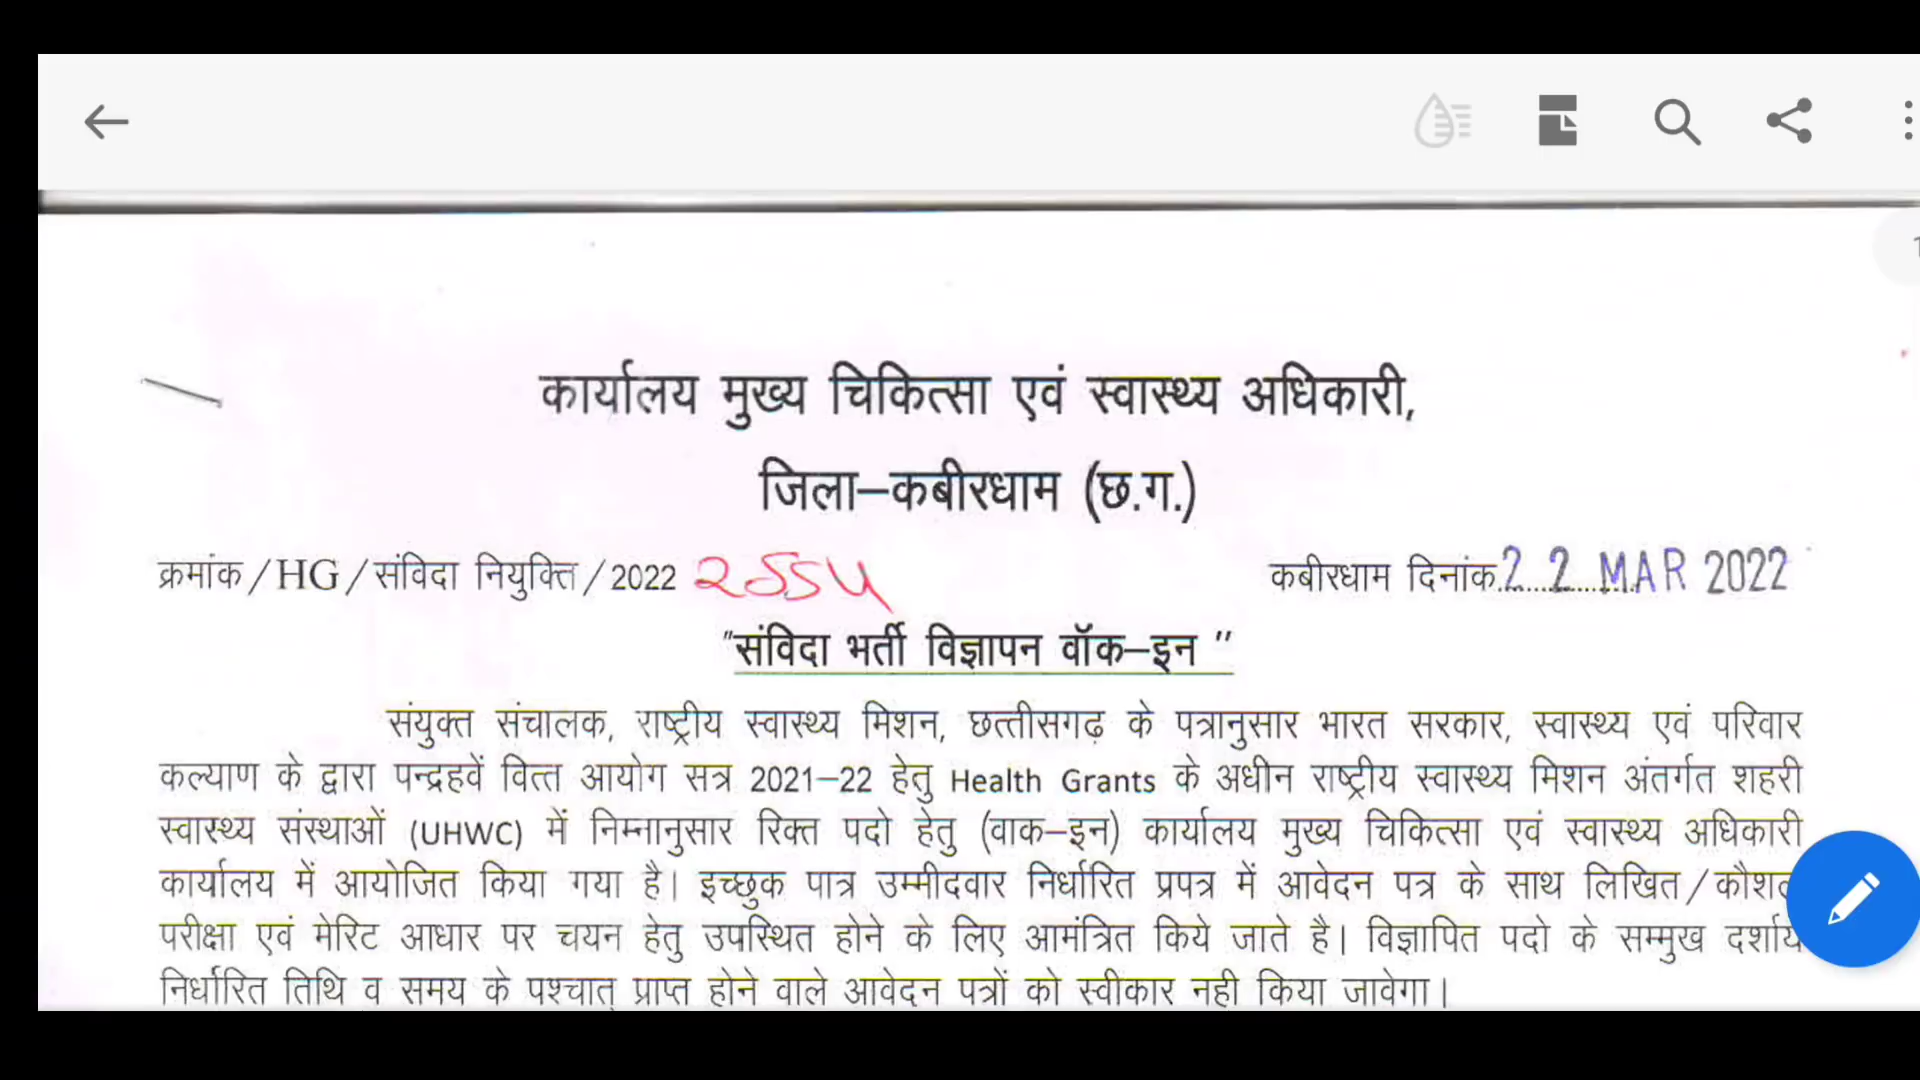 कार्यालय मुख्य चिकित्सा एवं स्वास्थ्य अधिकारी,
जिला–कबीरधाम (छ.ग.)
क्रमांक/HG/संविदा नियुक्ति/2022 कबीरधाम दिनांक 22 MAR 2022
"संविदा भर्ती विज्ञापन वॉक–इन "
संयुक्त संचालक, राष्ट्रीय स्वास्थ्य मिशन, छत्तीसगढ़ के पत्रानुसार भारत सरकार, स्वास्थ्य एवं परिवार
कल्याण के द्वारा पन्द्रहवें वित्त आयोग सत्र 2021–22 हेतु Health Grants के अधीन राष्ट्रीय स्वास्थ्य मिशन अंतर्गत शहरी
स्वास्थ्य संस्थाओं (UHWC) में निम्नानुसार रिक्त पदो हेतु (वाक–इन) कार्यालय मुख्य चिकित्सा एवं स्वास्थ्य अधिकारी
कार्यालय में आयोजित किया गया है। इच्छुक पात्र उम्मीदवार निर्धारित प्रपत्र में आवेदन पत्र के साथ लिखित/कौशल
परीक्षा एवं मेरिट आधार पर चयन हेतु उपस्थित होने के लिए आमंत्रित किये जाते है। विज्ञापित पदो के सम्मुख दर्शाये
निर्धारित तिथि व समय के पश्चात् प्राप्त होने वाले आवेदन पत्रों को स्वीकार नही किया जावेगा।